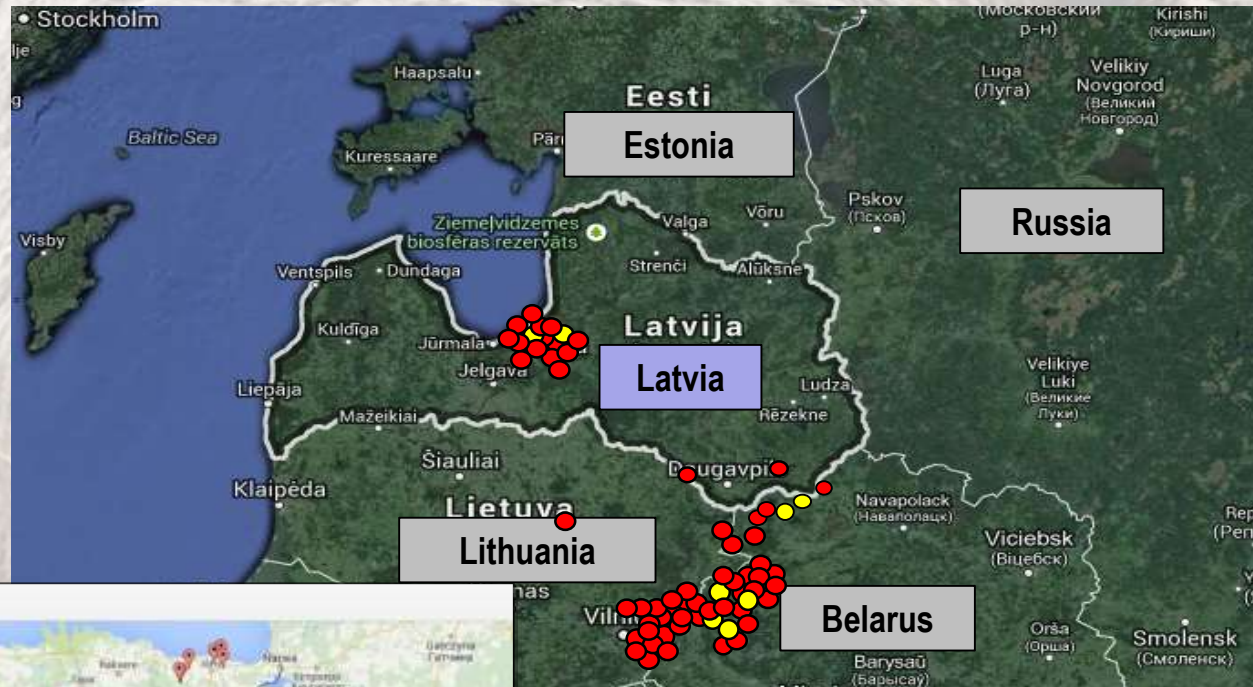 Stockholm
(Московский
р-н)
Kirishi
(Кириши)
Haapsalu
Eesti
Luga
(Луга)
Velikiy
Novgorod
(Великий
Новгород)
Baltic Sea
Estonia
Kuressaare
Pskov
(Псков)
Russia
Ziemeļvidzemes
biosfēras rezervāts
Valga
Võru
Visby
Strenči
Alūksne
Ventspils
Dundaga
Kuldīga
Latvija
Jūrmala
Jelgava
Latvia
Ludza
Velikiye
Luki
(Великие
Луки)
Liepāja
Rēzekne
Mažeikiai
Šiauliai
Klaipėda
Navapolack
(Наваполацк)
Lietuva
Viciebsk
(Віцебск)
Lithuania
Belarus
Orša
(Орша)
Smolensk
(Смоленск)
Barysaŭ
(Барысаў)